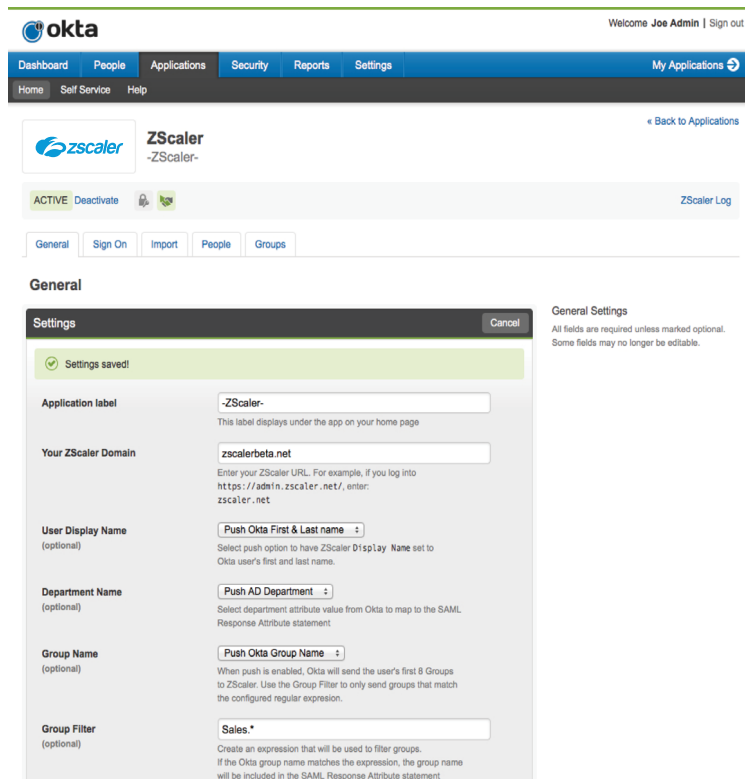 okta
Welcome Joe Admin | Sign out
Dashboard People Applications Security Reports Settings My Applications
Home Self Service Help
« Back to Applications
zscaler
ZScaler
-ZScaler-
ACTIVE Deactivate ZScaler Log
General Sign On Import People Groups
General
Settings Cancel
General Settings
All fields are required unless marked optional.
Some fields may no longer be editable.
Settings saved!
Application label -ZScaler-
This label displays under the app on your home page
Your ZScaler Domain zscalerbeta.net
Enter your ZScaler URL. For example, if you log into
https://admin.zscaler.net/, enter:
zscaler.net
User Display Name Push Okta First & Last name
(optional)
Select push option to have ZScaler Display Name set to
Okta user's first and last name.
Department Name Push AD Department
(optional)
Select department attribute value from Okta to map to the SAML
Response Attribute statement
Group Name Push Okta Group Name
(optional)
When push is enabled, Okta will send the user's first 8 Groups
to ZScaler. Use the Group Filter to only send groups that match
the configured regular expresion.
Group Filter Sales.*
(optional)
Create an expression that will be used to filter groups.
If the Okta group name matches the expression, the group name
will be included in the SAML Response Attribute statement